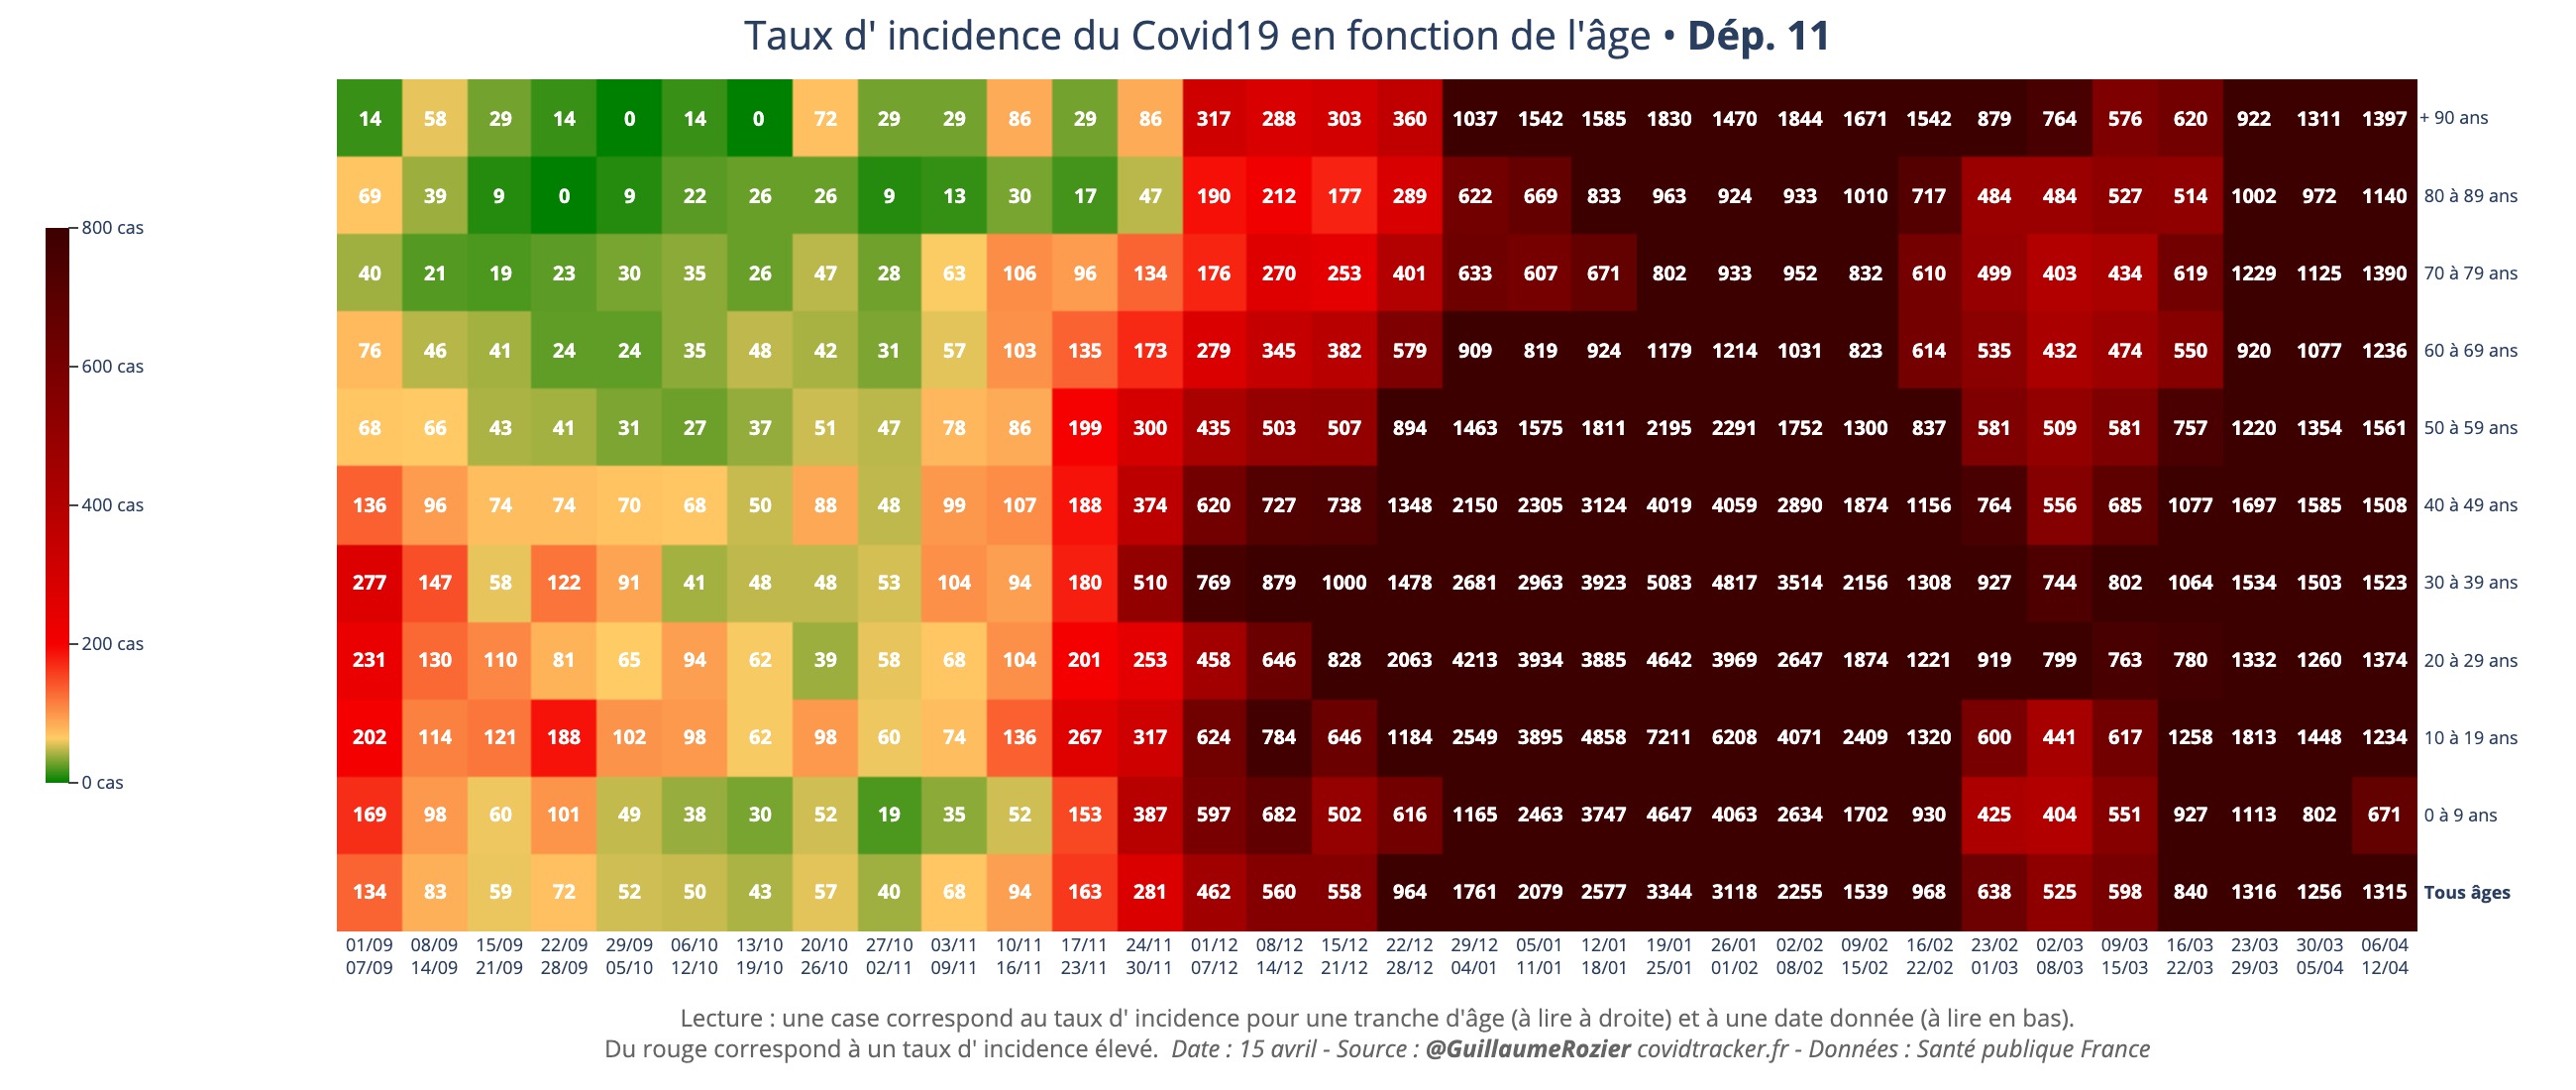 Taux d' incidence du Covid19 en fonction de l'âge • Dép. 11
14 58 29 14 0 14 0 72 29 29 86 29 86 317 288 303 360 1037 1542 1585 1830 1470 1844 1671 1542 879 764 576 620 922 1311 1397 + 90 ans
69 39 9 0 9 22 26 26 9 13 30 17 47 190 212 177 289 622 669 833 963 924 933 1010 717 484 484 527 514 1002 972 1140 80 à 89 ans
800 cas
40 21 19 23 30 35 26 47 28 63 106 96 134 176 270 253 401 633 607 671 802 933 952 832 610 499 403 434 619 1229 1125 1390 70 à 79 ans
76 46 41 24 24 35 48 42 31 57 103 135 173 279 345 382 579 909 819 924 1179 1214 1031 823 614 535 432 474 550 920 1077 1236 60 à 69 ans
600 cas
68 66 43 41 31 27 37 51 47 78 86 199 300 435 503 507 894 1463 1575 1811 2195 2291 1752 1300 837 581 509 581 757 1220 1354 1561 50 à 59 ans
400 cas
136 96 74 74 70 68 50 88 48 99 107 188 374 620 727 738 1348 2150 2305 3124 4019 4059 2890 1874 1156 764 556 685 1077 1697 1585 1508 40 à 49 ans
277 147 58 122 91 41 48 48 53 104 94 180 510 769 879 1000 1478 2681 2963 3923 5083 4817 3514 2156 1308 927 744 802 1064 1534 1503 1523 30 à 39 ans
200 cas
231 130 110 81 65 94 62 39 58 68 104 201 253 458 646 828 2063 4213 3934 3885 4642 3969 2647 1874 1221 919 799 763 780 1332 1260 1374 20 à 29 ans
202 114 121 188 102 98 62 98 60 74 136 267 317 624 784 646 1184 2549 3895 4858 7211 6208 4071 2409 1320 600 441 617 1258 1813 1448 1234 10 à 19 ans
0 cas
169 98 60 101 49 38 30 52 19 35 52 153 387 597 682 502 616 1165 2463 3747 4647 4063 2634 1702 930 425 404 551 927 1113 802 671 0 à 9 ans
134 83 59 72 52 50 43 57 40 68 94 163 281 462 560 558 964 1761 2079 2577 3344 3118 2255 1539 968 638 525 598 840 1316 1256 1315 Tous âges
01/09 08/09 15/09 22/09 29/09 06/10 13/10 20/10 27/10 03/11 10/11 17/11 24/11 01/12 08/12 15/12 22/12 29/12 05/01 12/01 19/01 26/01 02/02 09/02 16/02 23/02 02/03 09/03 16/03 23/03 30/03 06/04
07/09 14/09 21/09 28/09 05/10 12/10 19/10 26/10 02/11 09/11 16/11 23/11 30/11 07/12 14/12 21/12 28/12 04/01 11/01 18/01 25/01 01/02 08/02 15/02 22/02 01/03 08/03 15/03 22/03 29/03 05/04 12/04
Lecture : une case correspond au taux d' incidence pour une tranche d'âge (à lire à droite) et à une date donnée (à lire en bas).
Du rouge correspond à un taux d' incidence élevé. Date : 15 avril - Source : @GuillaumeRozier covidtracker.fr - Données : Santé publique France